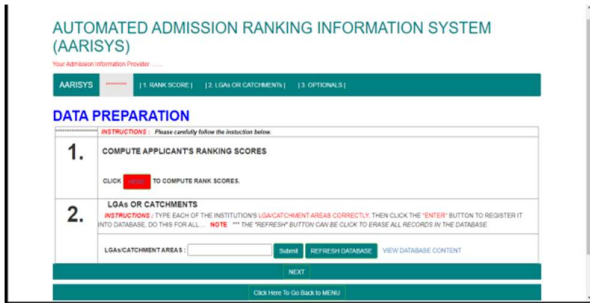 AUTOMATED ADMISSION RANKING INFORMATION SYSTEM
(AARISYS)
Your Admission Information Provider ......
AARISYS | 1. RANK SCORE | | 2. LGAs OR CATCHMENTs | | 3. OPTIONALS |
DATA PREPARATION
INSTRUCTIONS : Please carefully follow the instuction below.
1. COMPUTE APPLICANT'S RANKING SCORES
CLICK TO COMPUTE RANK SCORES.
2. LGAs OR CATCHMENTS
INSTRUCTIONS : TYPE EACH OF THE INSTITUTION'S LGA/CATCHMENT AREAS CORRECTLY, THEN CLICK THE "ENTER" BUTTON TO REGISTER IT
INTO DATABASE, DO THIS FOR ALL.... NOTE *** THE "REFRESH" BUTTON CAN BE CLICK TO ERASE ALL RECORDS IN THE DATABASE
LGAs/CATCHMENT AREAS : Submit REFRESH DATABASE VIEW DATABASE CONTENT
NEXT
Click Here To Go Back to MENU